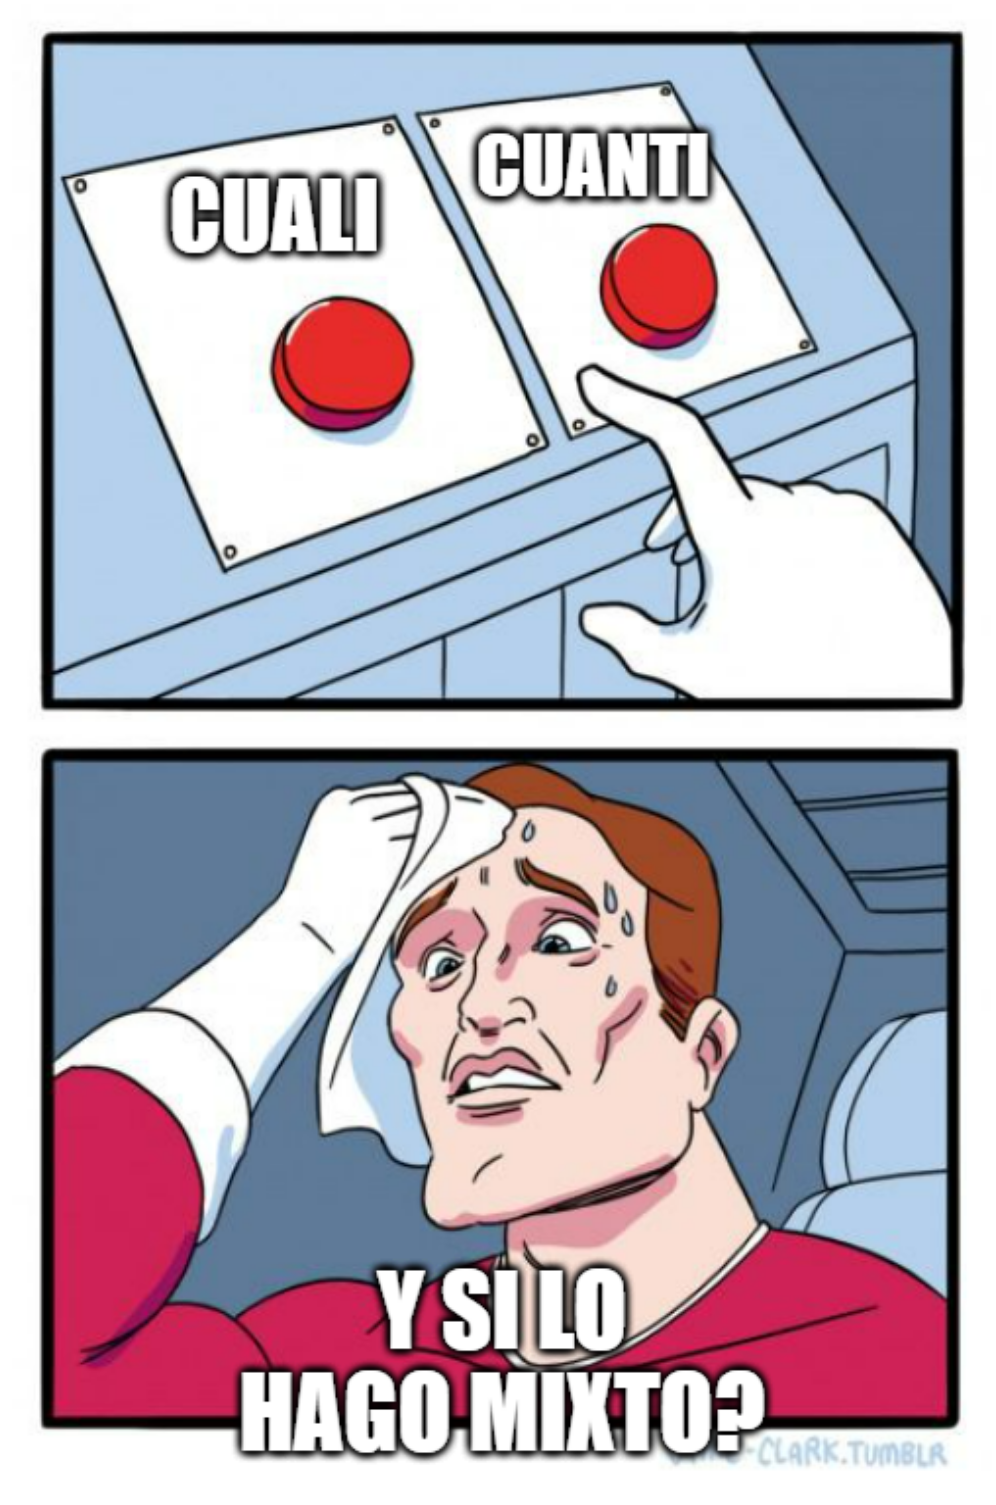 CUALI
CUANTI
Y SI LO
HAGO MIXTO?
-CLARK.TUMBLR